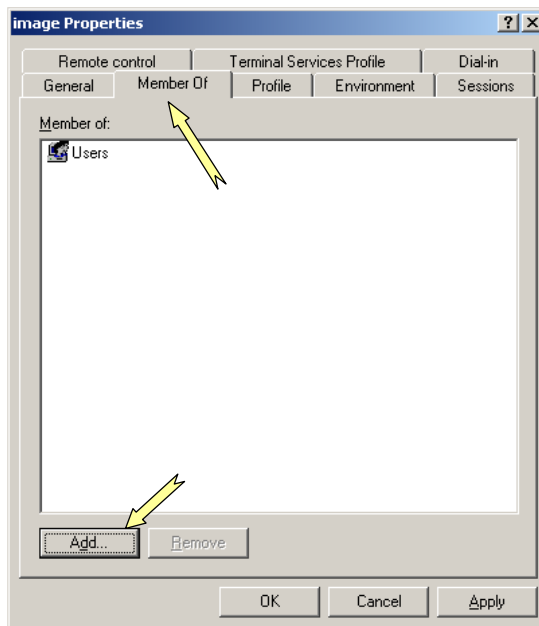 image Properties
Remote control Terminal Services Profile Dial-in
General Member Of Profile Environment Sessions
Member of:
Users
Add... Remove
OK Cancel Apply